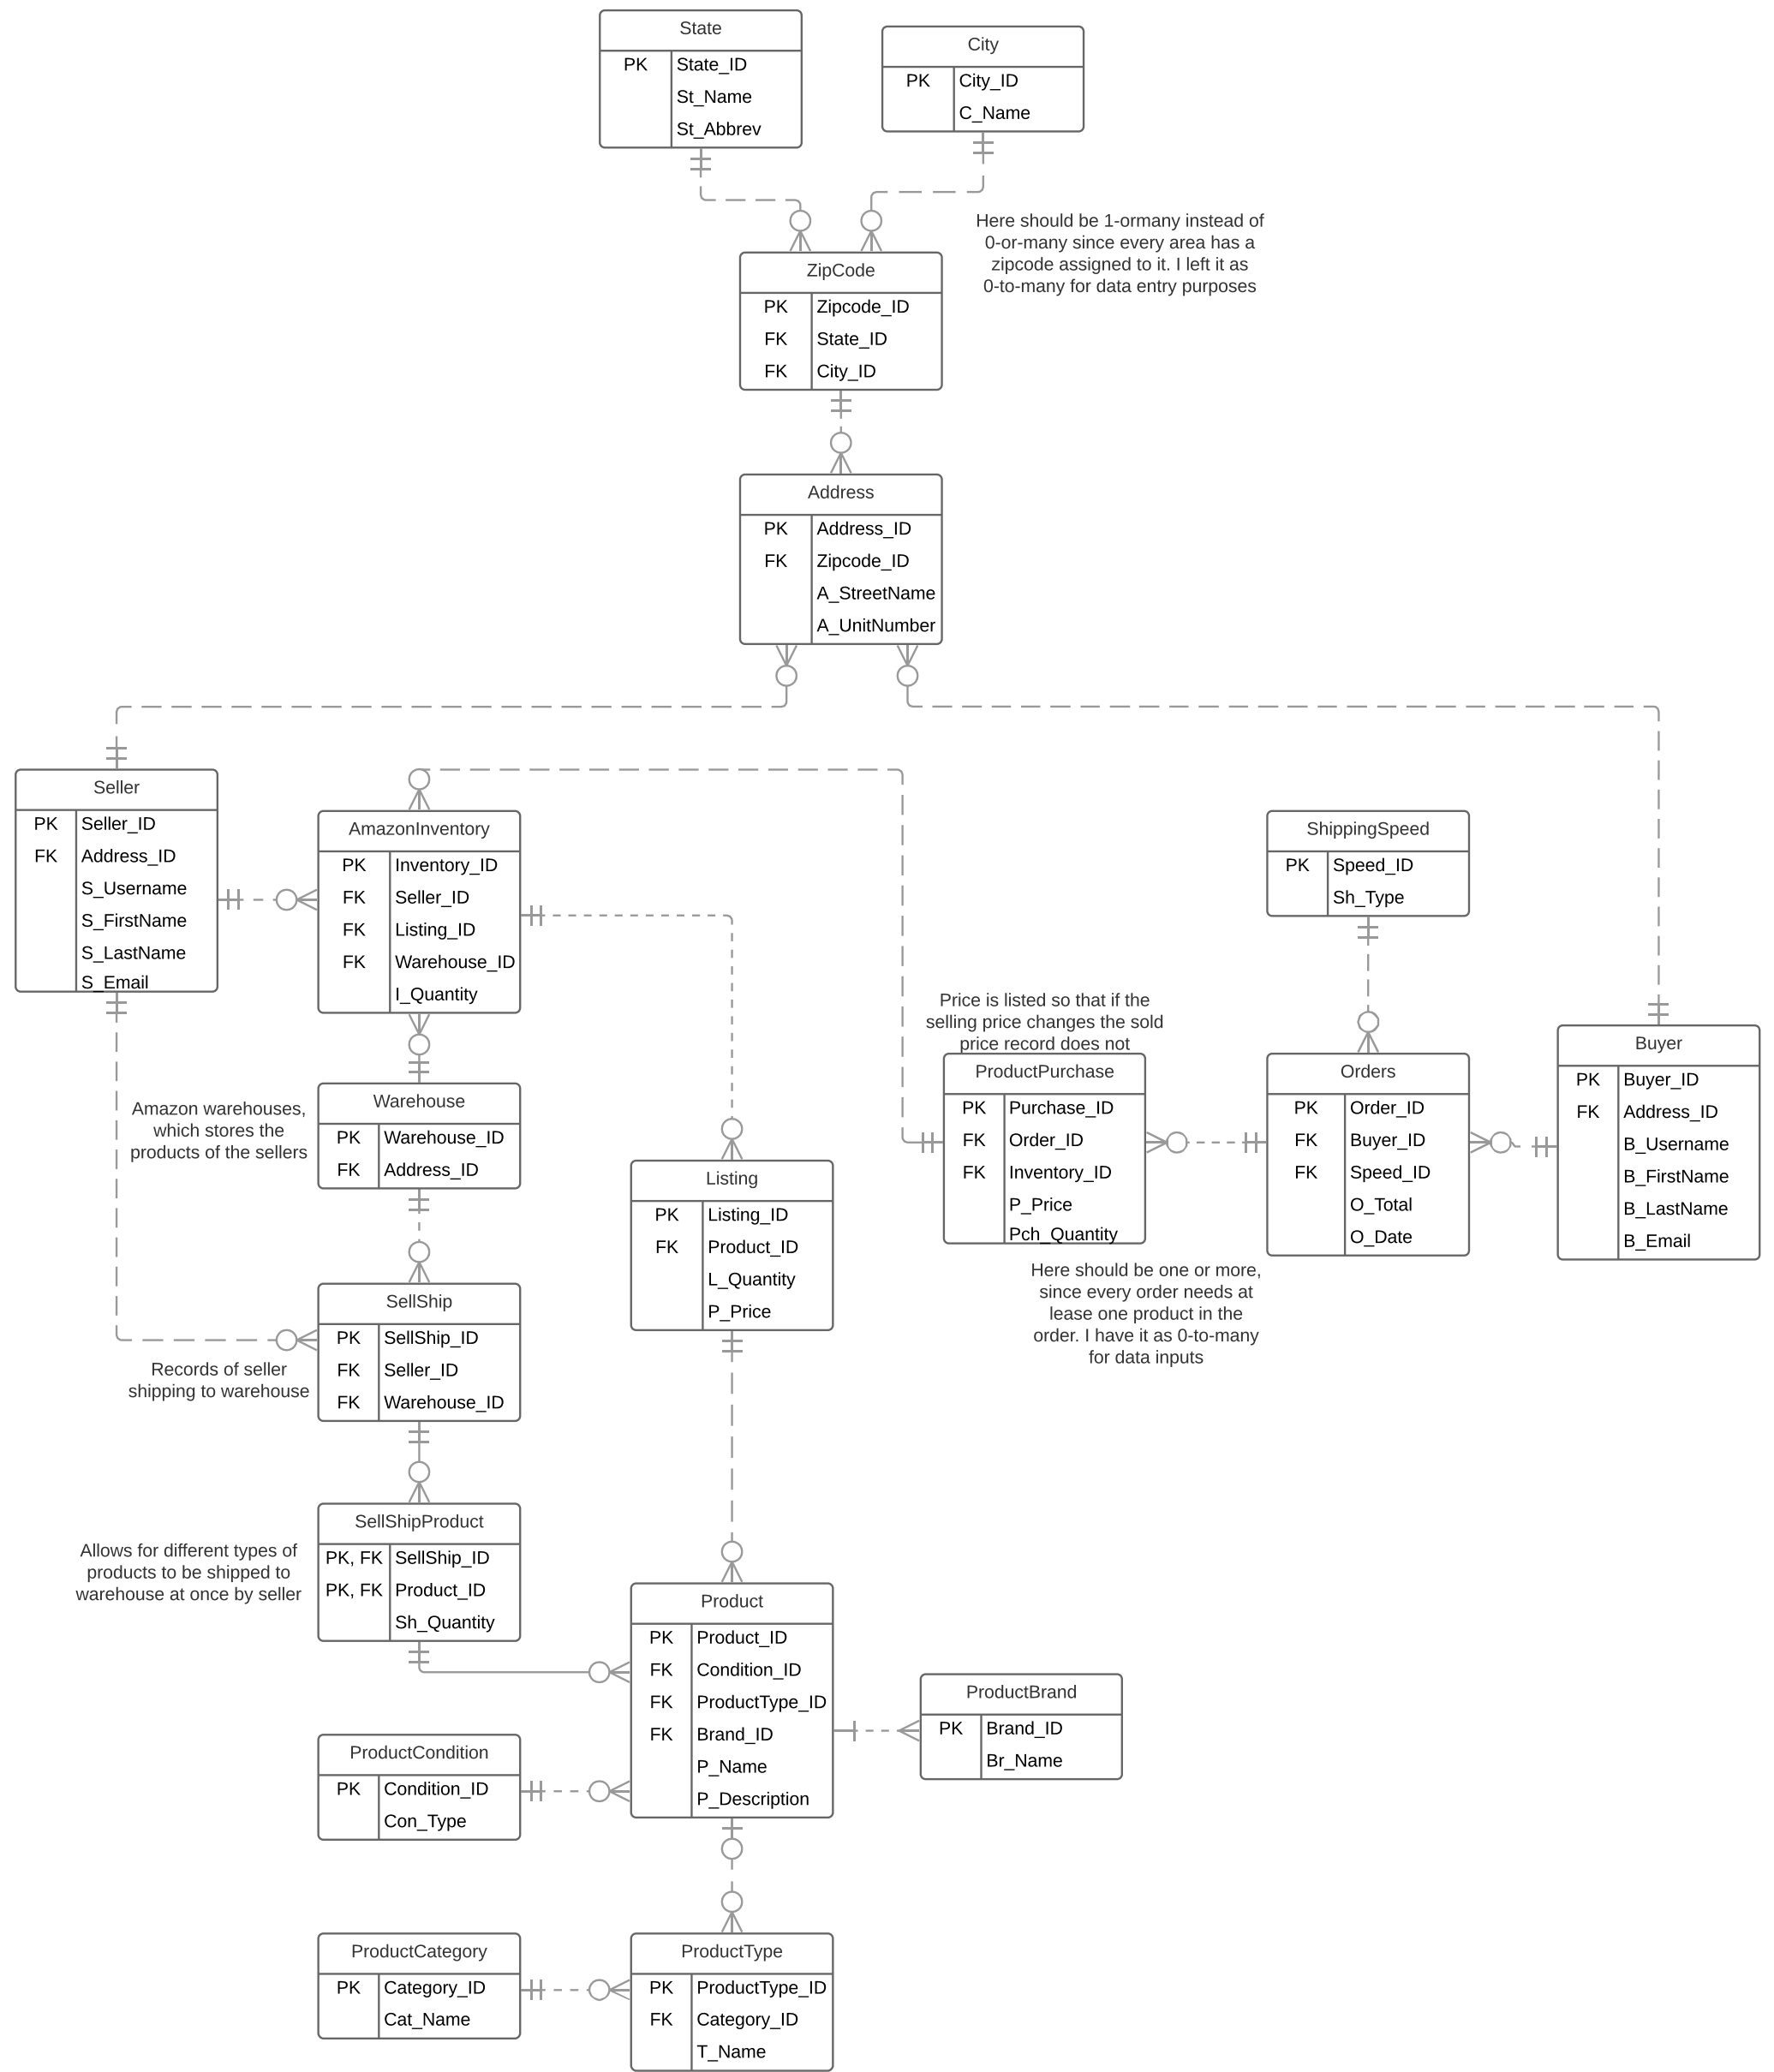 State
PK State_ID
St_Name
St_Abbrev
City
PK City_ID
C_Name
Here should be 1-ormany instead of
0-or-many since every area has a
zipcode assigned to it. I left it as
0-to-many for data entry purposes
ZipCode
PK Zipcode_ID
FK State_ID
FK City_ID
Address
PK Address_ID
FK Zipcode_ID
A_StreetName
A_UnitNumber
Seller
PK Seller_ID
FK Address_ID
S_Username
S_FirstName
S_LastName
S_Email
AmazonInventory
PK Inventory_ID
FK Seller_ID
FK Listing_ID
FK Warehouse_ID
I_Quantity
ShippingSpeed
PK Speed_ID
Sh_Type
Price is listed so that if the
selling price changes the sold
price record does not
ProductPurchase
PK Purchase_ID
FK Order_ID
FK Inventory_ID
P_Price
Pch_Quantity
Here should be one or more,
since every order needs at
lease one product in the
order. I have it as 0-to-many
for data inputs
Orders
PK Order_ID
FK Buyer_ID
FK Speed_ID
O_Total
O_Date
Buyer
PK Buyer_ID
FK Address_ID
B_Username
B_FirstName
B_LastName
B_Email
Amazon warehouses,
which stores the
products of the sellers
Warehouse
PK Warehouse_ID
FK Address_ID
Listing
PK Listing_ID
FK Product_ID
L_Quantity
P_Price
Records of seller
shipping to warehouse
SellShip
PK SellShip_ID
FK Seller_ID
FK Warehouse_ID
Allows for different types of
products to be shipped to
warehouse at once by seller
SellShipProduct
PK, FK SellShip_ID
PK, FK Product_ID
Sh_Quantity
Product
PK Product_ID
FK Condition_ID
FK ProductType_ID
FK Brand_ID
P_Name
P_Description
ProductBrand
PK Brand_ID
Br_Name
ProductCondition
PK Condition_ID
Con_Type
ProductCategory
PK Category_ID
Cat_Name
ProductType
PK ProductType_ID
FK Category_ID
T_Name